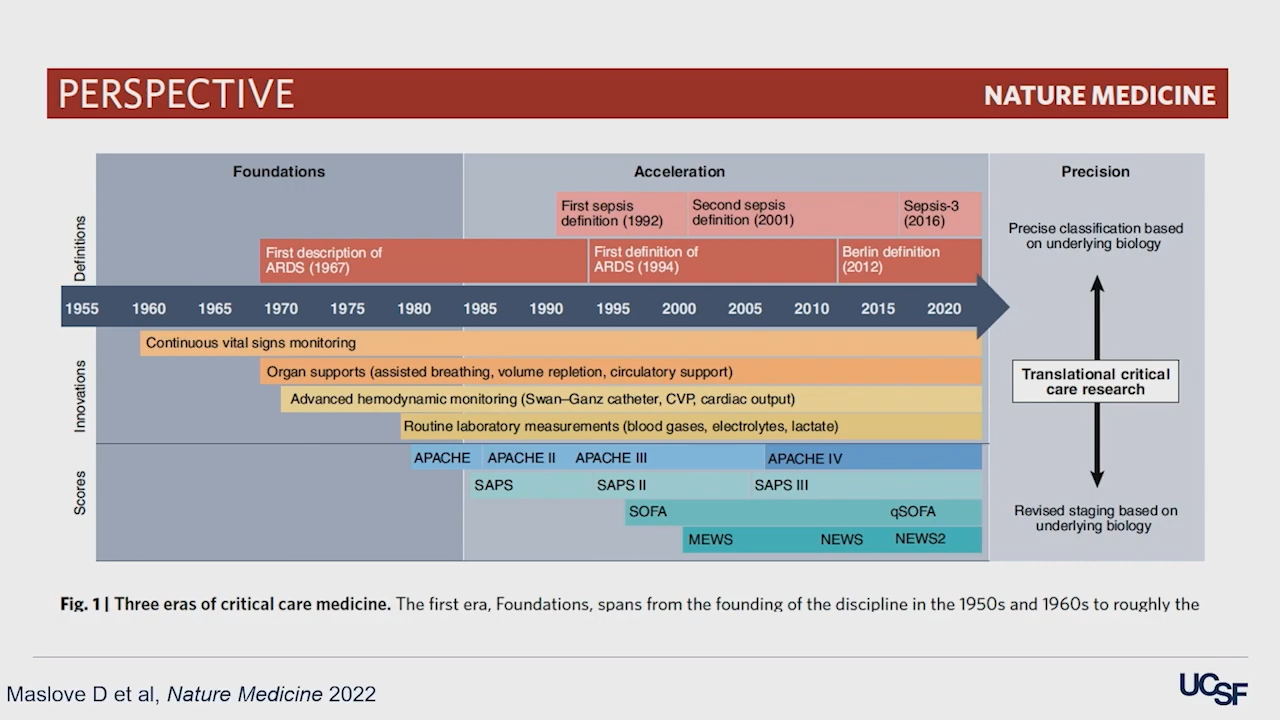 PERSPECTIVE
NATURE MEDICINE
Foundations
Acceleration
Precision
Definitions
First sepsis
definition (1992)
Second sepsis
definition (2001)
Sepsis-3
(2016)
First description of
ARDS (1967)
First definition of
ARDS (1994)
Berlin definition
(2012)
1955 1960 1965 1970 1975 1980 1985 1990 1995 2000 2005 2010 2015 2020
Innovations
Continuous vital signs monitoring
Organ supports (assisted breathing, volume repletion, circulatory support)
Advanced hemodynamic monitoring (Swan–Ganz catheter, CVP, cardiac output)
Routine laboratory measurements (blood gases, electrolytes, lactate)
Scores
APACHE APACHE II APACHE III APACHE IV
SAPS SAPS II SAPS III
SOFA qSOFA
MEWS NEWS NEWS2
Precise classification based
on underlying biology
Translational critical
care research
Revised staging based on
underlying biology
Fig. 1 | Three eras of critical care medicine. The first era, Foundations, spans from the founding of the discipline in the 1950s and 1960s to roughly the
Maslove D et al, Nature Medicine 2022
UCSF